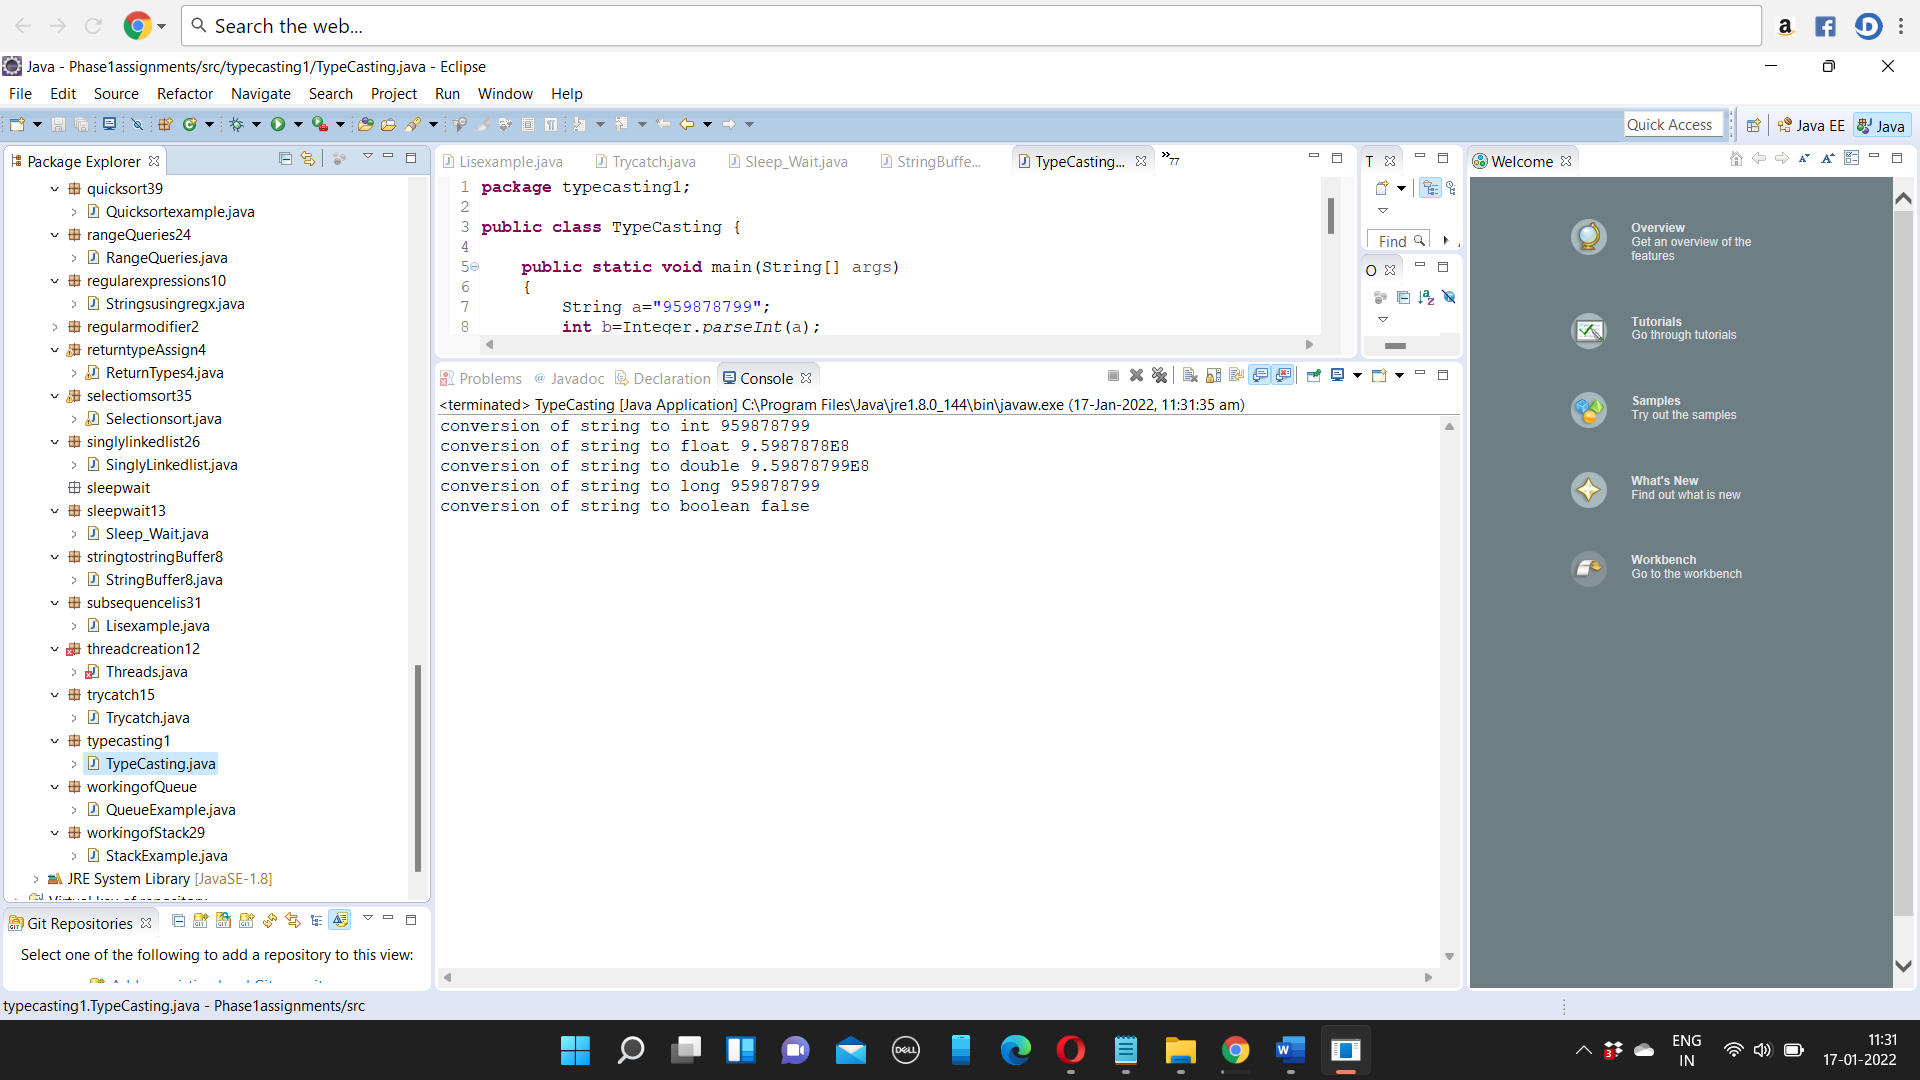 Search the web...
Java - Phase1assignments/src/typecasting1/TypeCasting.java - Eclipse
File Edit Source Refactor Navigate Search Project Run Window Help
Quick Access
Java EE
Java
Package Explorer
quicksort39
Quicksortexample.java
rangeQueries24
RangeQueries.java
regularexpressions10
Stringsusingregx.java
regularmodifier2
returntypeAssign4
ReturnTypes4.java
selectiomsort35
Selectionsort.java
singlylinkedlist26
SinglyLinkedlist.java
sleepwait
sleepwait13
Sleep_Wait.java
stringtostringBuffer8
StringBuffer8.java
subsequencelis31
Lisexample.java
threadcreation12
Threads.java
trycatch15
Trycatch.java
typecasting1
TypeCasting.java
workingofQueue
QueueExample.java
workingofStack29
StackExample.java
JRE System Library [JavaSE-1.8]
Git Repositories
Select one of the following to add a repository to this view:
Lisexample.java Trycatch.java Sleep_Wait.java StringBuffe... TypeCasting... »77
1 package typecasting1;
2
3 public class TypeCasting {
4
5 public static void main(String[] args)
6 {
7 String a="959878799";
8 int b=Integer.parseInt(a);
T
Find
O
Problems @ Javadoc Declaration Console
<terminated> TypeCasting [Java Application] C:\Program Files\Java\jre1.8.0_144\bin\javaw.exe (17-Jan-2022, 11:31:35 am)
conversion of string to int 959878799
conversion of string to float 9.5987878E8
conversion of string to double 9.59878799E8
conversion of string to long 959878799
conversion of string to boolean false
Welcome
Overview
Get an overview of the
features
Tutorials
Go through tutorials
Samples
Try out the samples
What's New
Find out what is new
Workbench
Go to the workbench
typecasting1.TypeCasting.java - Phase1assignments/src
DELL
ENG
IN
11:31
17-01-2022